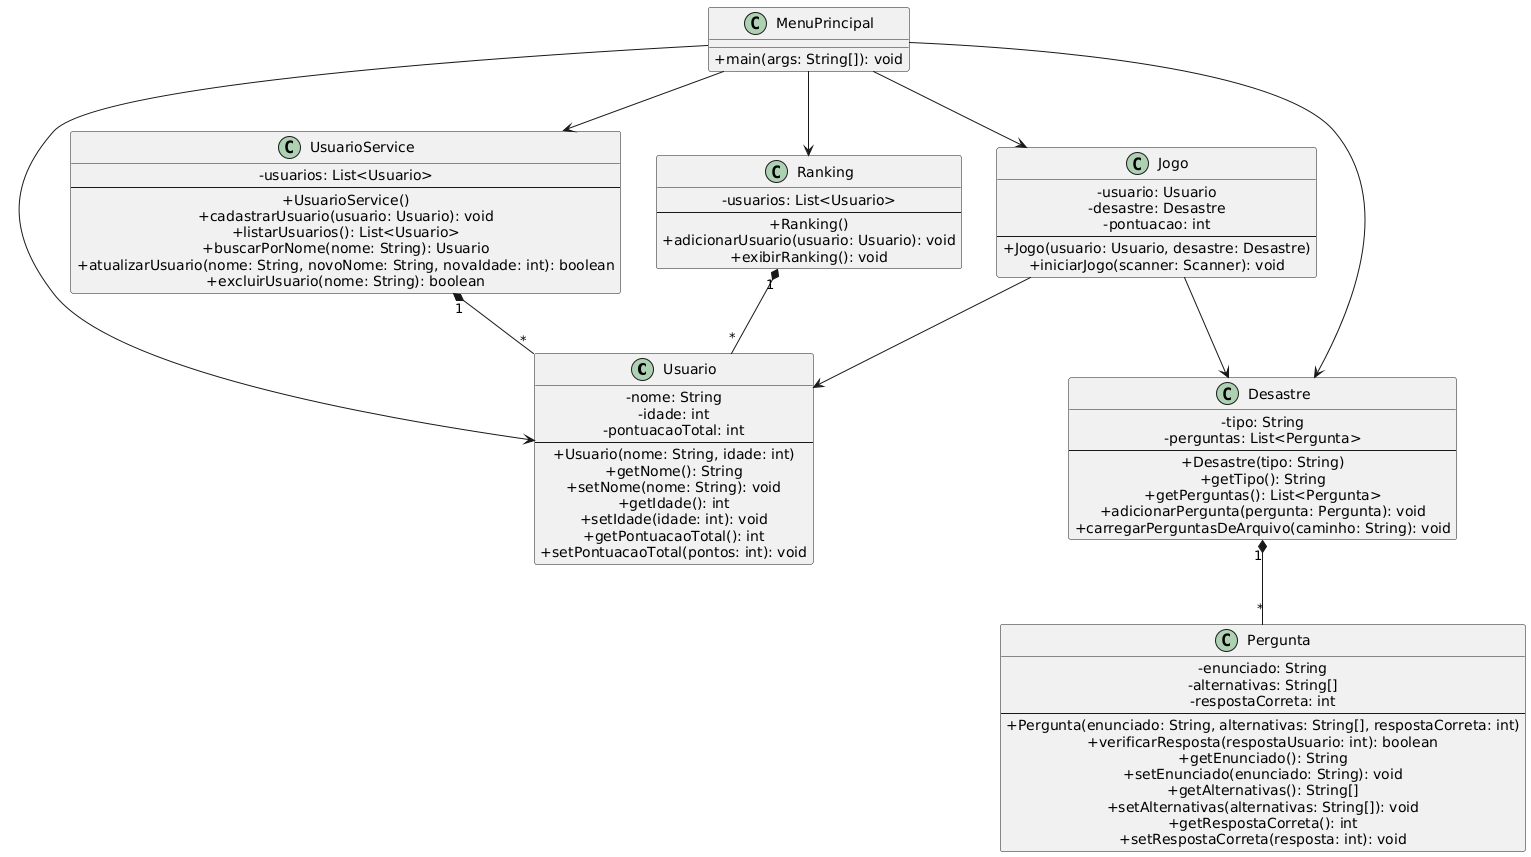 C MenuPrincipal
+main(args: String[]): void
C UsuarioService
-usuarios: List<Usuario>
+UsuarioService()
+cadastrarUsuario(usuario: Usuario): void
+listarUsuarios(): List<Usuario>
+buscarPorNome(nome: String): Usuario
+atualizarUsuario(nome: String, novoNome: String, novaIdade: int): boolean
+excluirUsuario(nome: String): boolean
1
*
C Ranking
-usuarios: List<Usuario>
+Ranking()
+adicionarUsuario(usuario: Usuario): void
+exibirRanking(): void
1
*
C Jogo
-usuario: Usuario
-desastre: Desastre
-pontuacao: int
+Jogo(usuario: Usuario, desastre: Desastre)
+iniciarJogo(scanner: Scanner): void
C Usuario
-nome: String
-idade: int
-pontuacaoTotal: int
+Usuario(nome: String, idade: int)
+getNome(): String
+setNome(nome: String): void
+getIdade(): int
+setIdade(idade: int): void
+getPontuacaoTotal(): int
+setPontuacaoTotal(pontos: int): void
C Desastre
-tipo: String
-perguntas: List<Pergunta>
+Desastre(tipo: String)
+getTipo(): String
+getPerguntas(): List<Pergunta>
+adicionarPergunta(pergunta: Pergunta): void
+carregarPerguntasDeArquivo(caminho: String): void
1
*
C Pergunta
-enunciado: String
-alternativas: String[]
-respostaCorreta: int
+Pergunta(enunciado: String, alternativas: String[], respostaCorreta: int)
+verificarResposta(respostaUsuario: int): boolean
+getEnunciado(): String
+setEnunciado(enunciado: String): void
+getAlternativas(): String[]
+setAlternativas(alternativas: String[]): void
+getRespostaCorreta(): int
+setRespostaCorreta(resposta: int): void